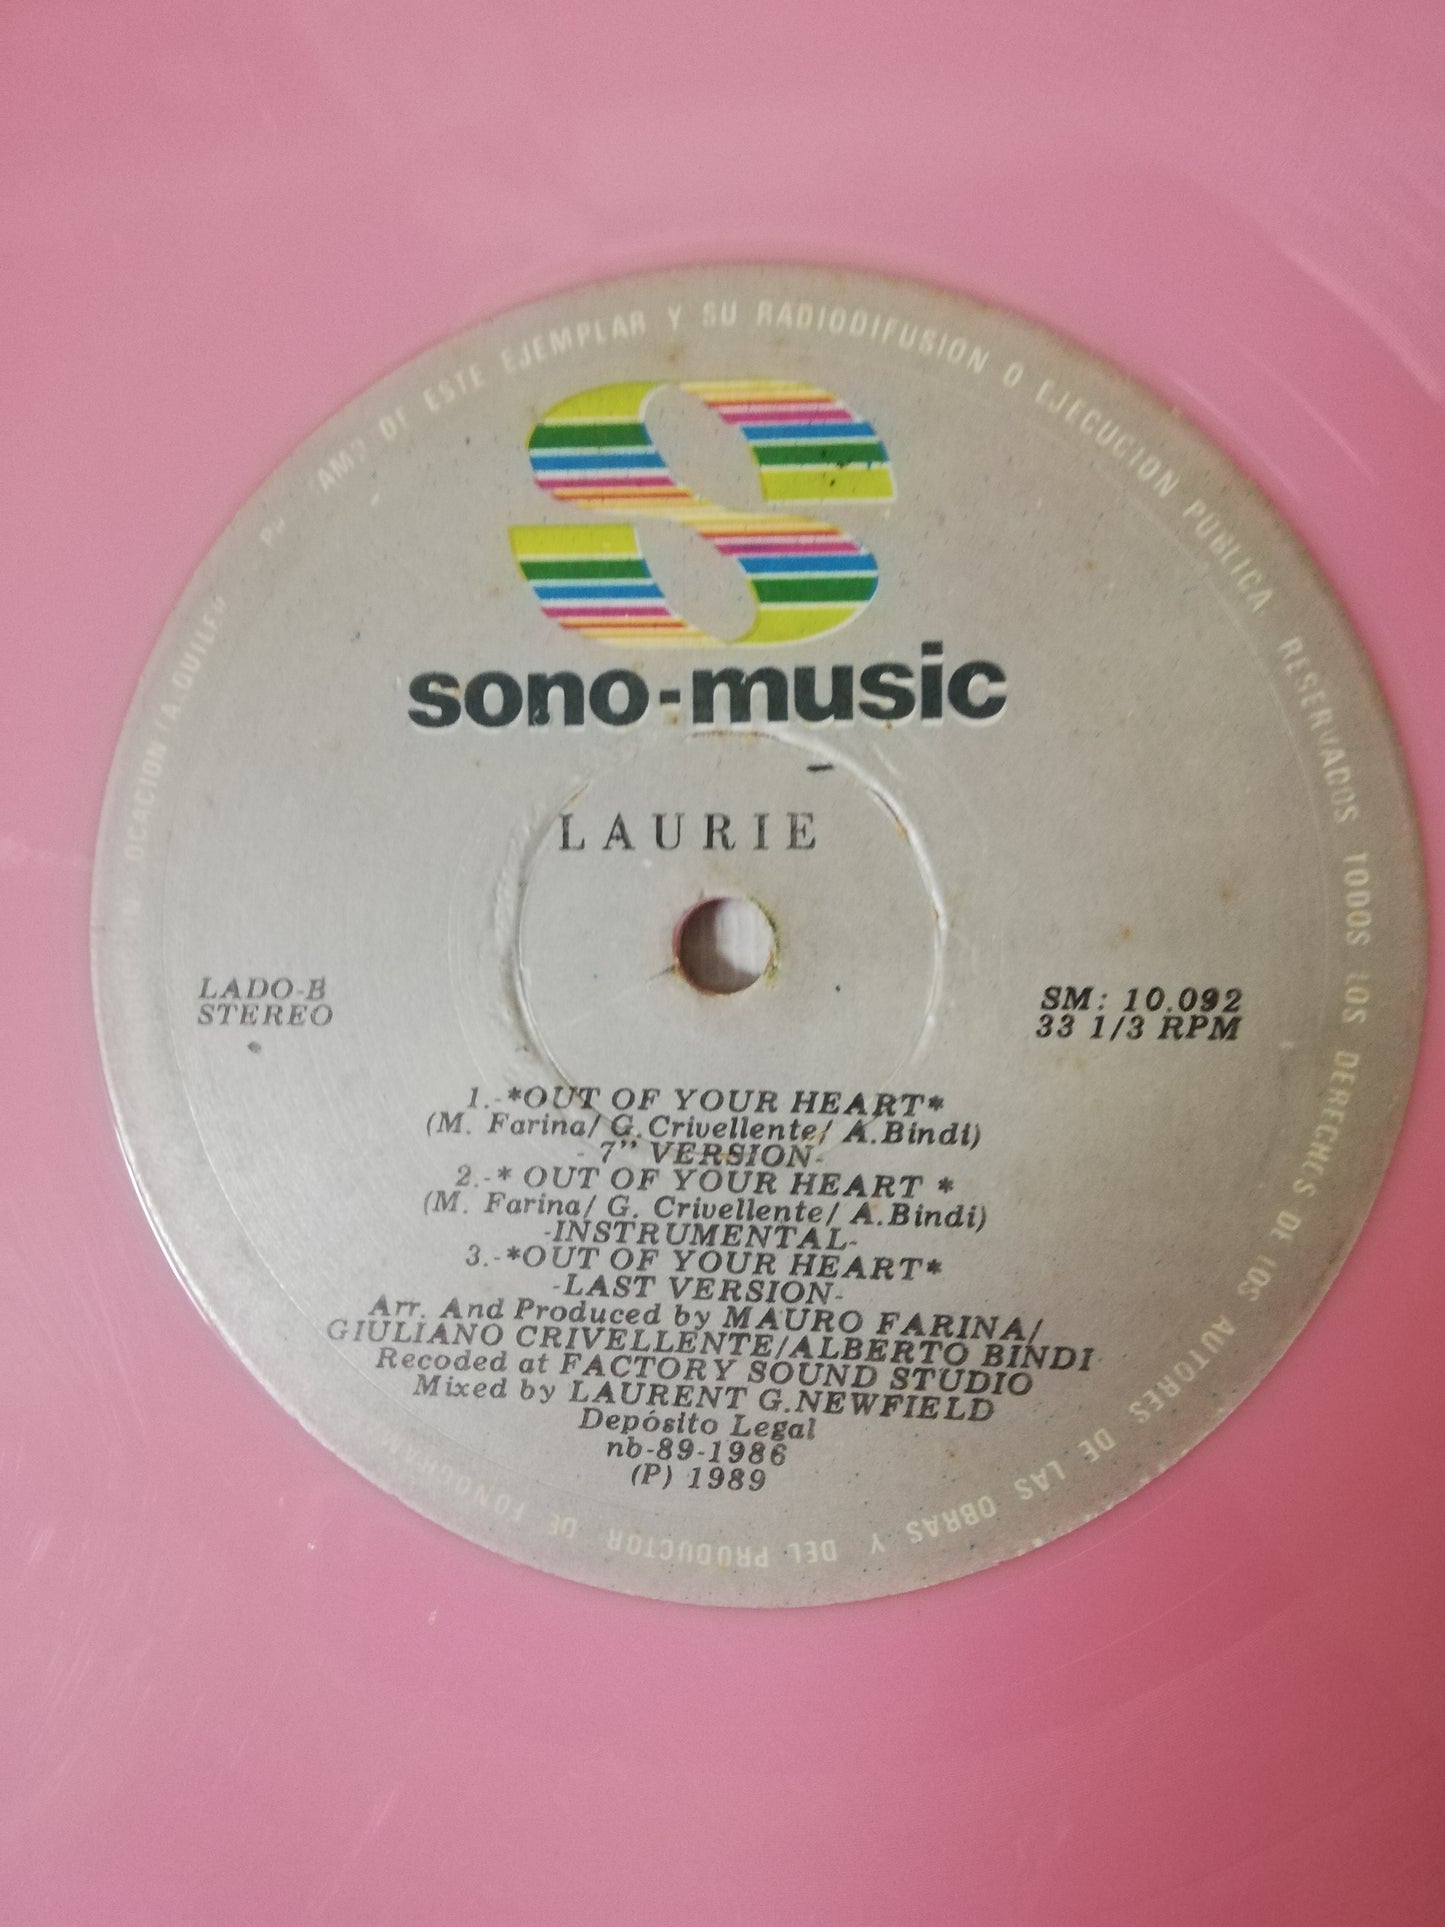 sono-music
LAURIE
LADO-B
STEREO
SM: 10.092
33 1/3 RPM
1.-*OUT OF YOUR HEART*
(M. Farina/ G.Crivellente/ A.Bindi)
- 7" VERSION-
2.-* OUT OF YOUR HEART *
(M. Farina/ G. Crivellente/ A.Bindi)
-INSTRUMENTAL-
3.-*OUT OF YOUR HEART*
-LAST VERSION-
Arr. And Produced by MAURO FARINA/
GIULIANO CRIVELLENTE/ALBERTO BINDI
Recoded at FACTORY SOUND STUDIO
Mixed by LAURENT G.NEWFIELD
Depósito Legal
nb-89-1986
(P) 1989
DE ESTE EJEMPLAR Y SU RADIODIFUSION O EJECUCION PUBLICA RESERVADOS TODOS LOS DERECHOS DE LOS AUTORES DE LAS OBRAS Y DEL PRODUCTOR DE